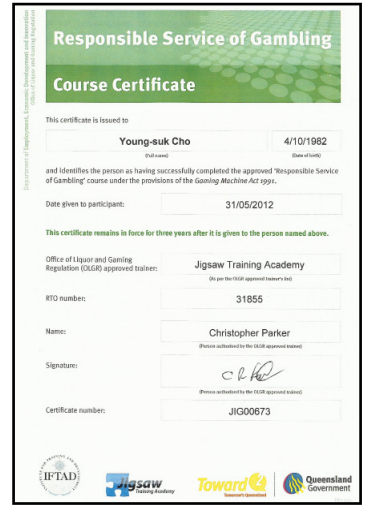 Responsible Service of Gambling
Course Certificate
Department of Employment, Economic Development and Innovation
Office of Liquor and Gaming Regulation
This certificate is issued to
Young-suk Cho
4/10/1982
(Full name)
(Date of birth)
and identifies the person as having successfully completed the approved 'Responsible Service
of Gambling' course under the provisions of the Gaming Machine Act 1991.
Date given to participant:
31/05/2012
This certificate remains in force for three years after it is given to the person named above.
Office of Liquor and Gaming
Regulation (OLGR) approved trainer:
Jigsaw Training Academy
(As per the OLGR approved trainer's list)
RTO number:
31855
Name:
Christopher Parker
(Person authorised by the OLGR approved trainer)
Signature:
(Person authorised by the OLGR approved trainer)
Certificate number:
JIG00673
IFTAD
Jigsaw
Training Academy
Toward Q2
Tomorrow's Queensland
Queensland
Government